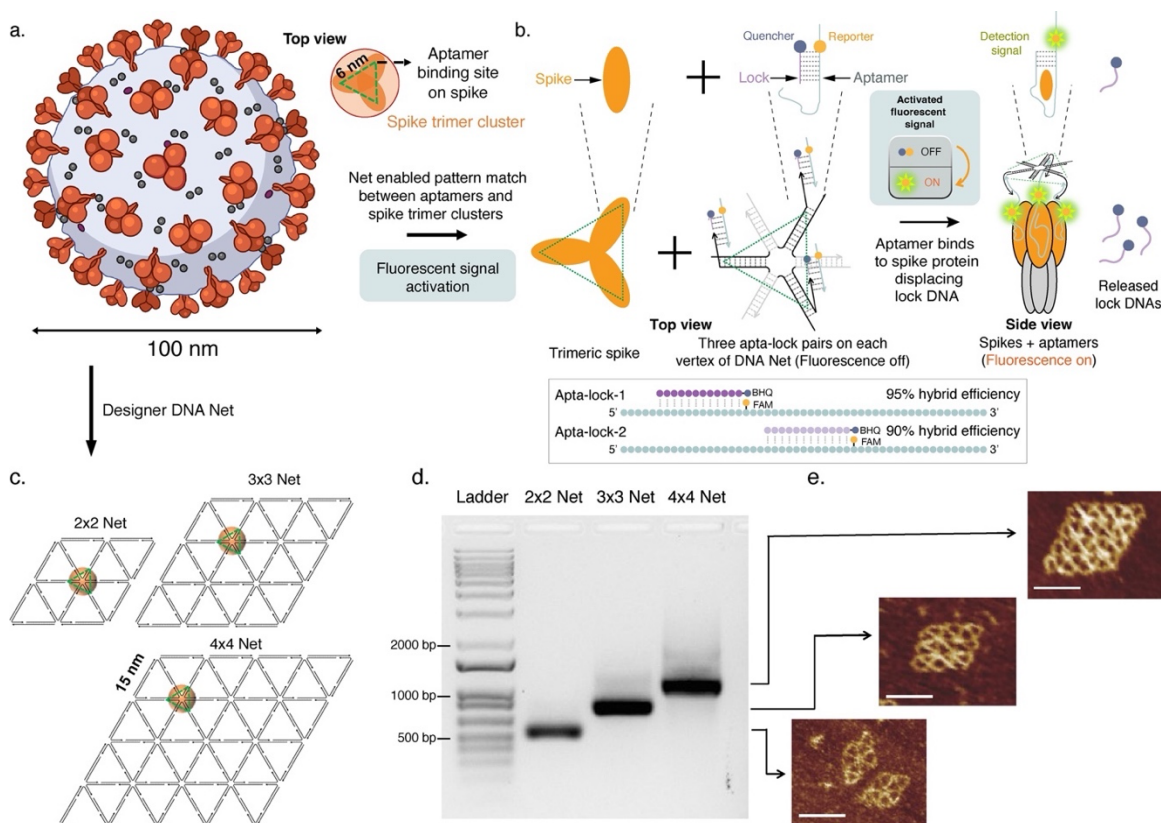 a.
Top view
6 nm
Aptamer
binding site
on spike
Spike trimer cluster
Net enabled pattern match
between aptamers and
spike trimer clusters
Fluorescent signal
activation
100 nm
Designer DNA Net
b.
Spike
Quencher
Reporter
Lock
Aptamer
Detection
signal
Activated
fluorescent
signal
OFF
ON
Aptamer binds
to spike protein
displacing
lock DNA
Released
lock DNAs
Top view
Trimeric spike
Three apta-lock pairs on each
vertex of DNA Net (Fluorescence off)
Side view
Spikes + aptamers
(Fluorescence on)
Apta-lock-1
BHQ
95% hybrid efficiency
FAM
5'
3'
Apta-lock-2
BHQ
90% hybrid efficiency
FAM
5'
3'
c.
3x3 Net
2x2 Net
4x4 Net
15 nm
d.
Ladder 2x2 Net 3x3 Net 4x4 Net
2000 bp
1000 bp
500 bp
e.